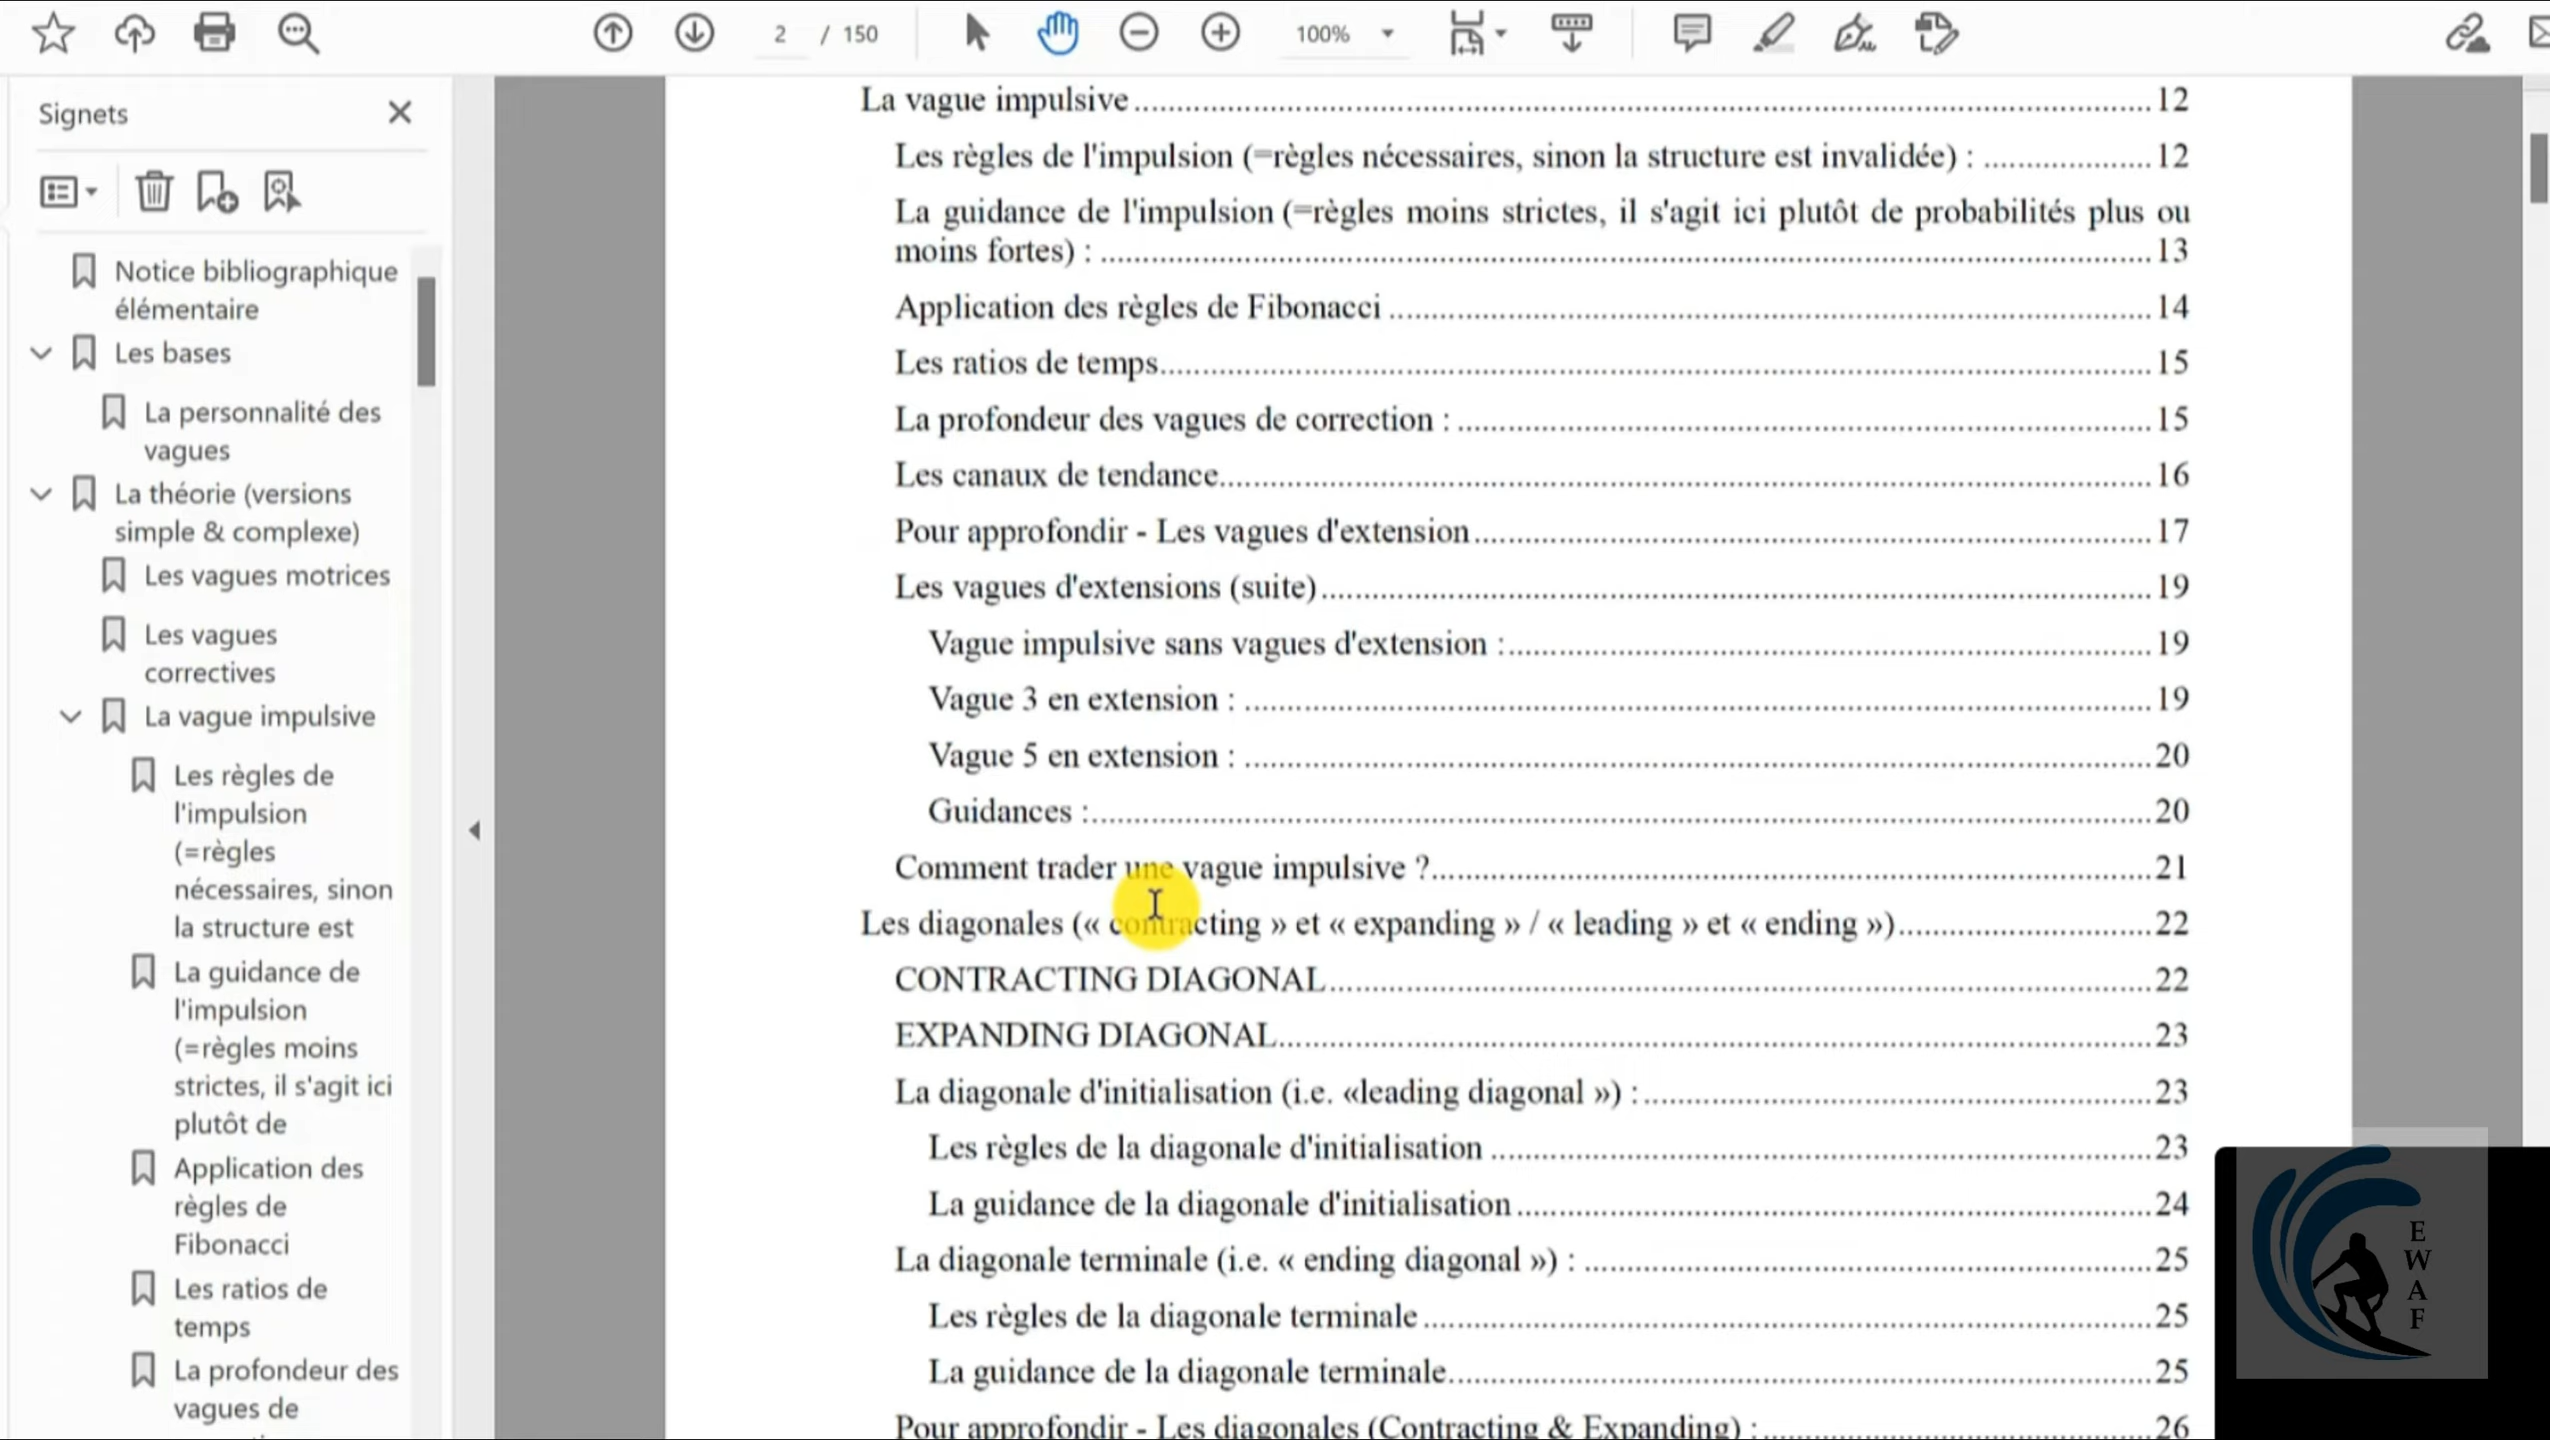 2 / 150
100%
Signets
Notice bibliographique
élémentaire
Les bases
La personnalité des
vagues
La théorie (versions
simple & complexe)
Les vagues motrices
Les vagues
correctives
La vague impulsive
Les règles de
l'impulsion
(=règles
nécessaires, sinon
la structure est
La guidance de
l'impulsion
(=règles moins
strictes, il s'agit ici
plutôt de
Application des
règles de
Fibonacci
Les ratios de
temps
La profondeur des
vagues de
La vague impulsive 12
Les règles de l'impulsion (=règles nécessaires, sinon la structure est invalidée) : 12
La guidance de l'impulsion (=règles moins strictes, il s'agit ici plutôt de probabilités plus ou
moins fortes) : 13
Application des règles de Fibonacci 14
Les ratios de temps 15
La profondeur des vagues de correction : 15
Les canaux de tendance 16
Pour approfondir - Les vagues d'extension 17
Les vagues d'extensions (suite) 19
Vague impulsive sans vagues d'extension : 19
Vague 3 en extension : 19
Vague 5 en extension : 20
Guidances : 20
Comment trader une vague impulsive ? 21
Les diagonales (« contracting » et « expanding » / « leading » et « ending ») 22
CONTRACTING DIAGONAL 22
EXPANDING DIAGONAL 23
La diagonale d'initialisation (i.e. «leading diagonal ») : 23
Les règles de la diagonale d'initialisation 23
La guidance de la diagonale d'initialisation 24
La diagonale terminale (i.e. « ending diagonal ») : 25
Les règles de la diagonale terminale 25
La guidance de la diagonale terminale 25
Pour approfondir - Les diagonales (Contracting & Expanding) : 26
E
W
A
F